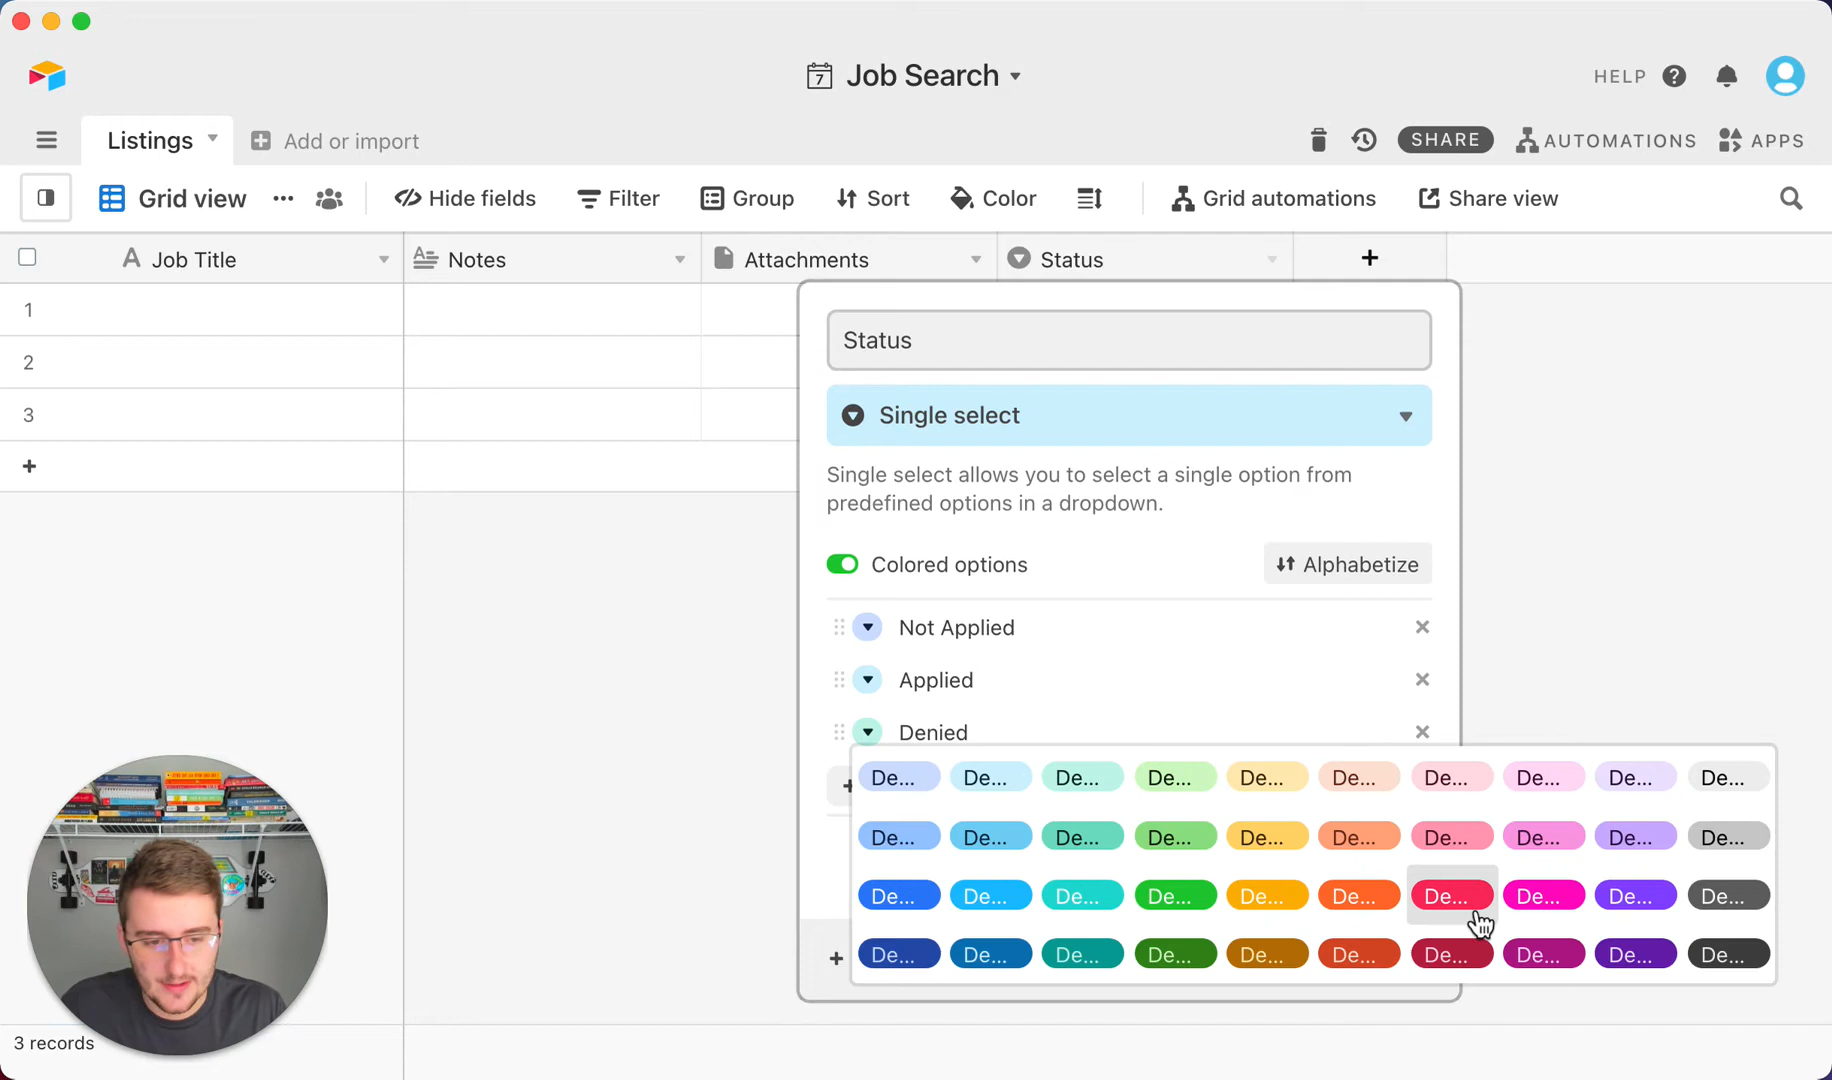 7 Job Search
HELP ?
Listings
Add or import
SHARE
AUTOMATIONS
APPS
Grid view
Hide fields
Filter
Group
Sort
Color
Grid automations
Share view
A Job Title
Notes
Attachments
Status
+
1
2
3
+
Status
Single select
Single select allows you to select a single option from
predefined options in a dropdown.
Colored options
Alphabetize
Not Applied
Applied
Denied
De... De... De... De... De... De... De... De... De... De...
De... De... De... De... De... De... De... De... De... De...
De... De... De... De... De... De... De... De... De... De...
De... De... De... De... De... De... De... De... De... De...
3 records